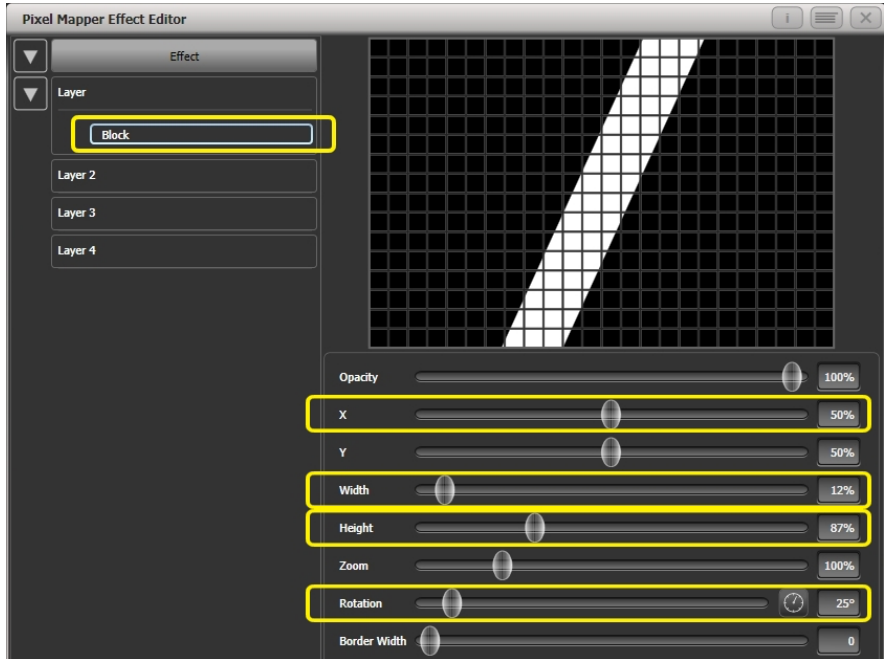 Pixel Mapper Effect Editor
i
Effect
Layer
Block
Layer 2
Layer 3
Layer 4
Opacity 100%
X 50%
Y 50%
Width 12%
Height 87%
Zoom 100%
Rotation 25°
Border Width 0